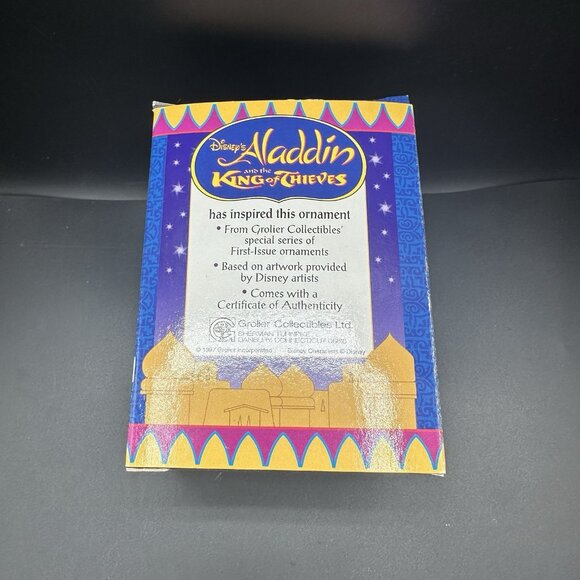 Disney's Aladdin
and the
King of Thieves
has inspired this ornament
• From Grolier Collectibles'
special series of
First-Issue ornaments
• Based on artwork provided
by Disney artists
• Comes with a
Certificate of Authenticity
G Grolier Collectibles Ltd.
SHERMAN TURNPIKE
DANBURY, CONNECTICUT
© 1997 Grolier Incorporated Disney Characters © Disney